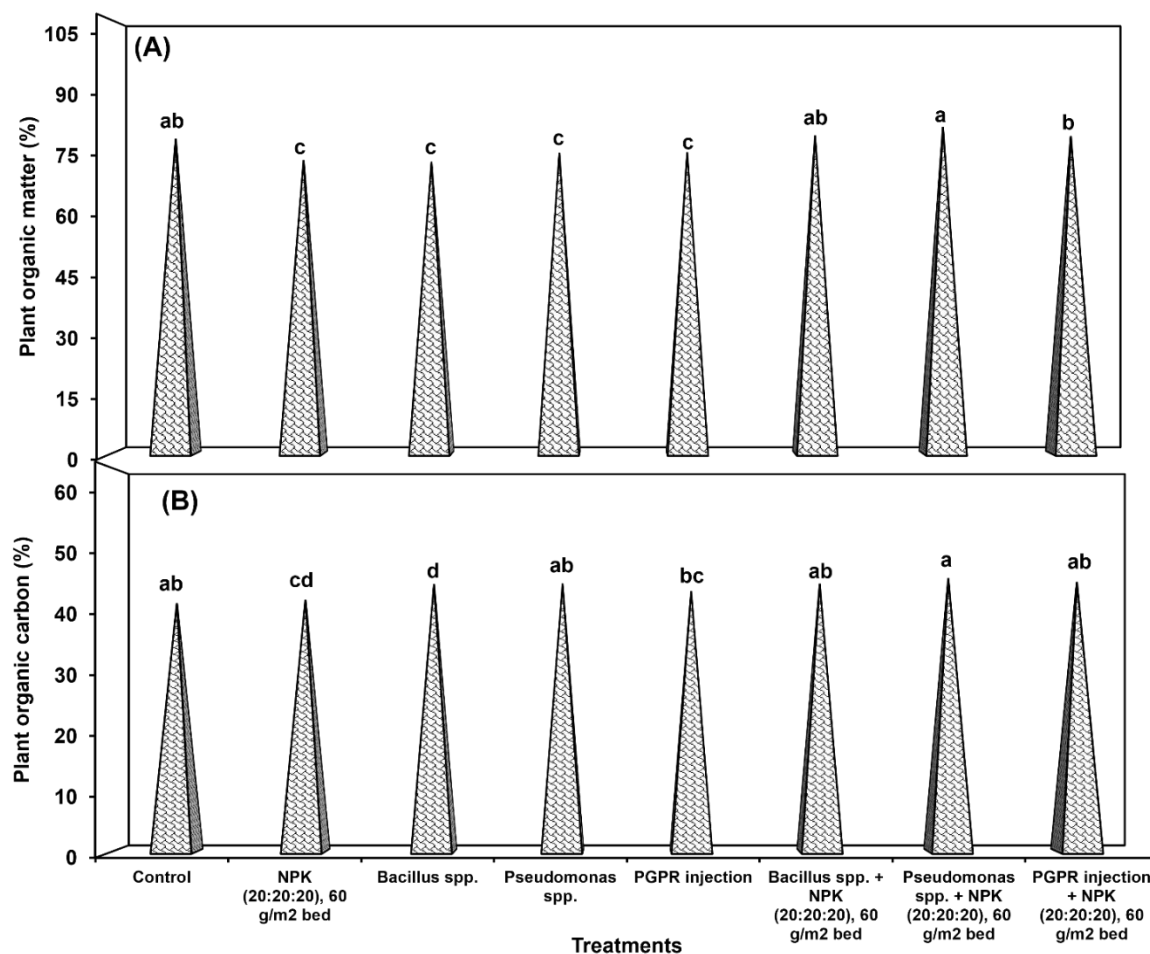 (A)
Plant organic matter (%)
105
90
75
60
45
30
15
0
ab
c
c
c
c
ab
a
b
(B)
Plant organic carbon (%)
60
50
40
30
20
10
0
ab
cd
d
ab
bc
ab
a
ab
Control
NPK
(20:20:20), 60
g/m2 bed
Bacillus spp.
Pseudomonas
spp.
PGPR injection
Bacillus spp. +
NPK
(20:20:20), 60
g/m2 bed
Pseudomonas
spp. + NPK
(20:20:20), 60
g/m2 bed
PGPR injection
+ NPK
(20:20:20), 60
g/m2 bed
Treatments